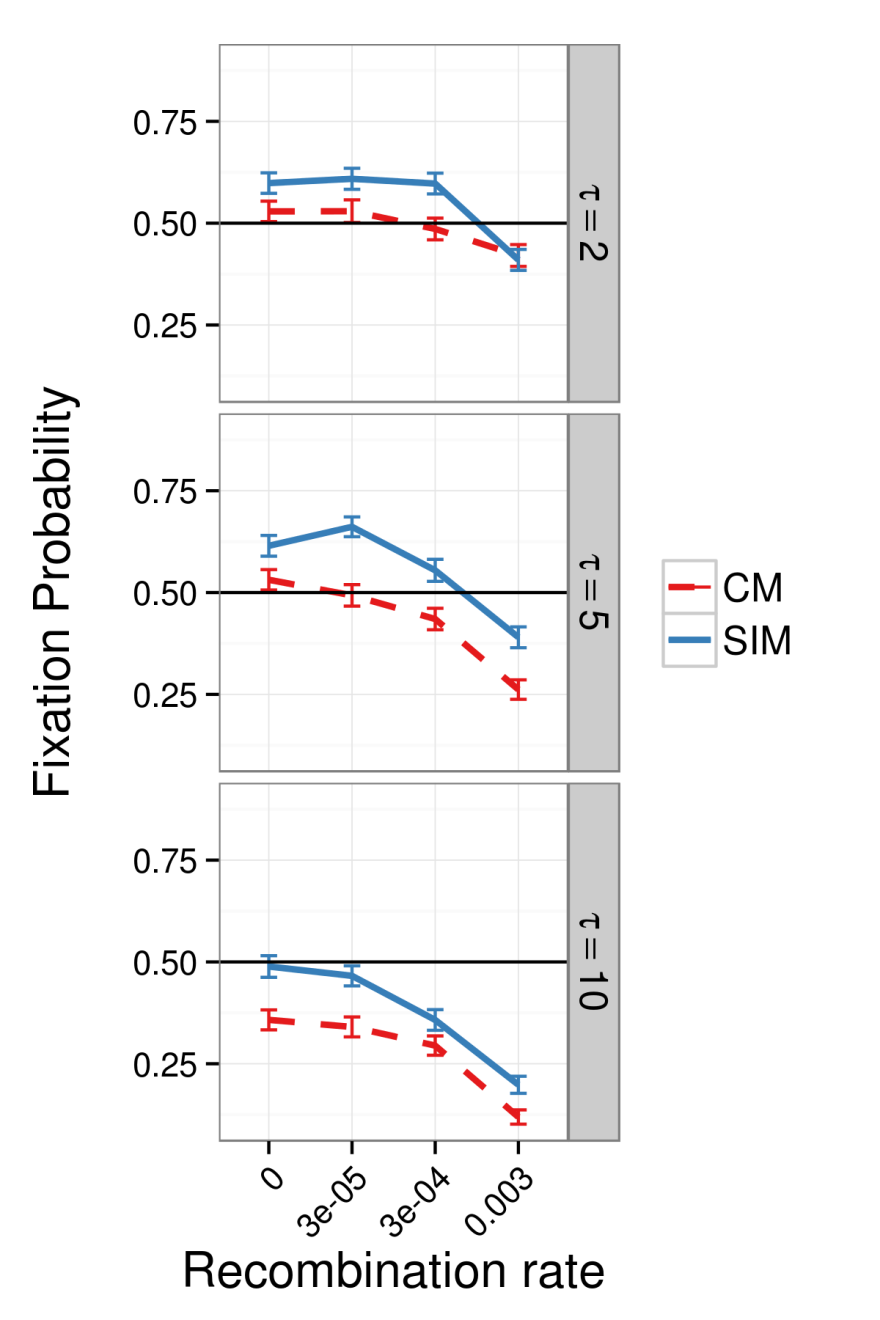 Fixation Probability
0.75
0.50
0.25
τ = 2
0.75
0.50
0.25
τ = 5
0.75
0.50
0.25
τ = 10
0
3e-05
3e-04
0.003
Recombination rate
CM
SIM